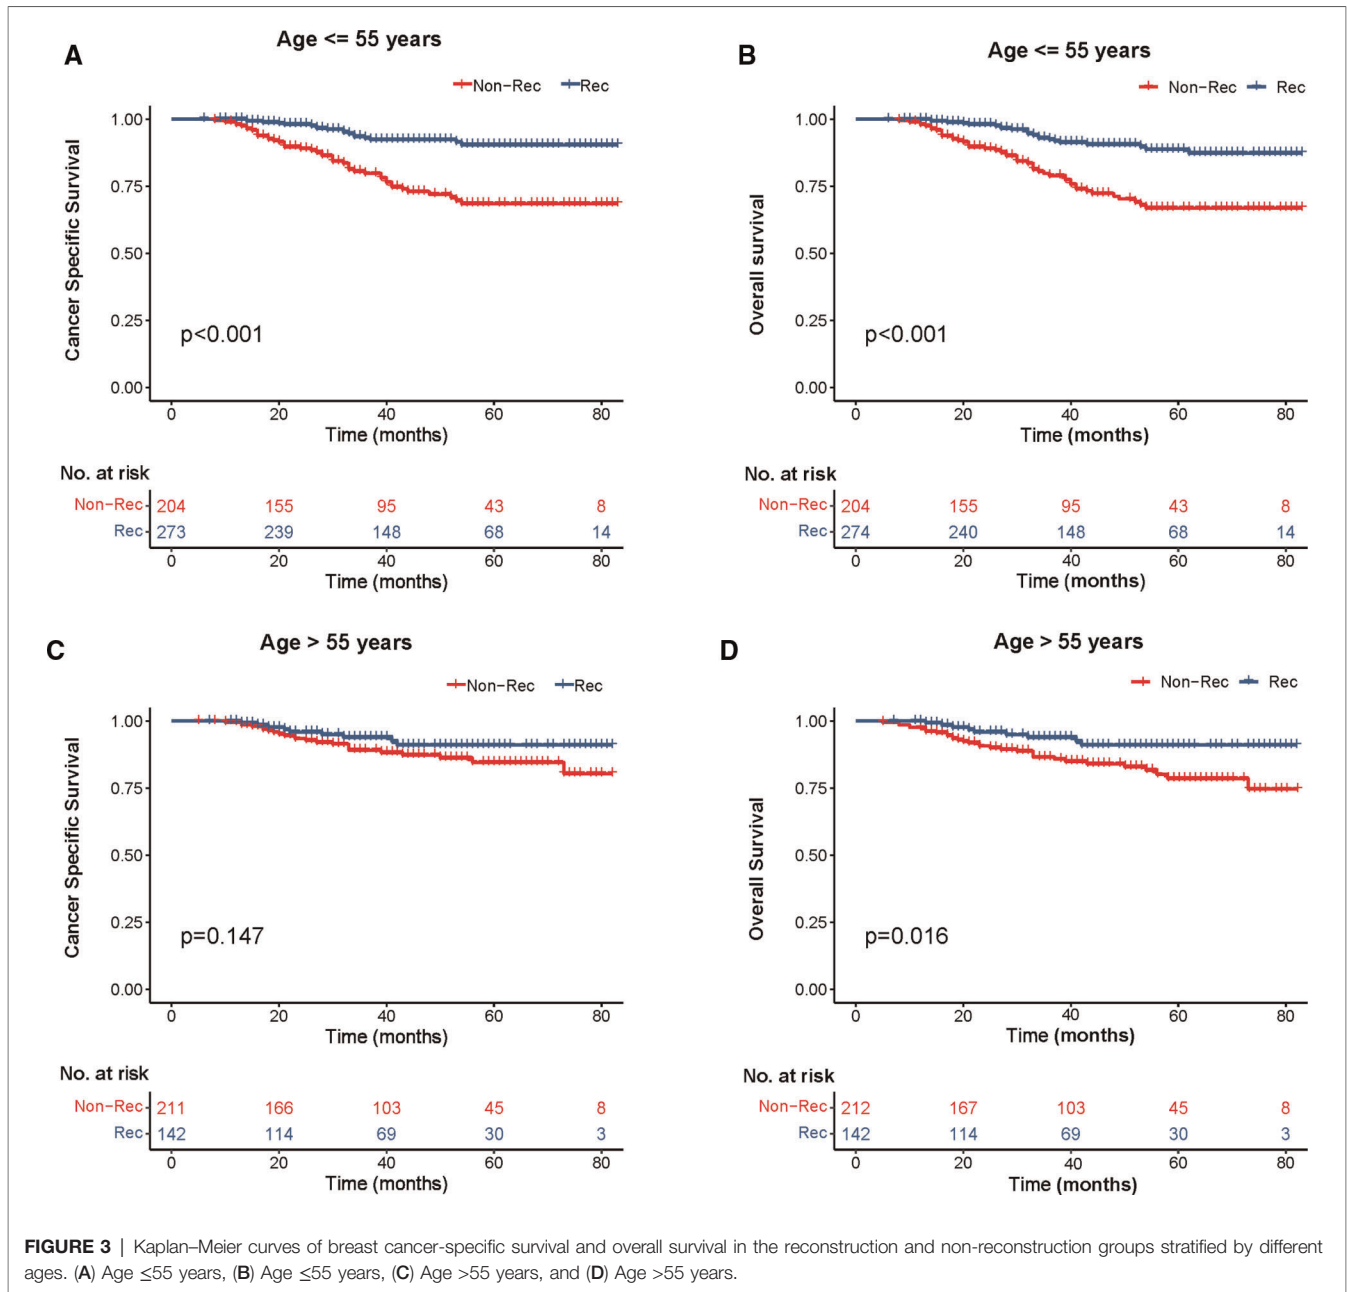 A
Age <= 55 years
Non-Rec Rec
Cancer Specific Survival
1.00
0.75
0.50
0.25
0.00
p<0.001
0 20 40 60 80
Time (months)
No. at risk
Non-Rec 204 155 95 43 8
Rec 273 239 148 68 14
0 20 40 60 80
Time (months)
B
Age <= 55 years
Non-Rec Rec
Overall survival
1.00
0.75
0.50
0.25
0.00
p<0.001
0 20 40 60 80
Time (months)
No. at risk
Non-Rec 204 155 95 43 8
Rec 274 240 148 68 14
0 20 40 60 80
Time (months)
C
Age > 55 years
Non-Rec Rec
Cancer Specific Survival
1.00
0.75
0.50
0.25
0.00
p=0.147
0 20 40 60 80
Time (months)
No. at risk
Non-Rec 211 166 103 45 8
Rec 142 114 69 30 3
0 20 40 60 80
Time (months)
D
Age > 55 years
Non-Rec Rec
Overall Survival
1.00
0.75
0.50
0.25
0.00
p=0.016
0 20 40 60 80
Time (months)
No. at risk
Non-Rec 212 167 103 45 8
Rec 142 114 69 30 3
0 20 40 60 80
Time (months)
FIGURE 3 | Kaplan–Meier curves of breast cancer-specific survival and overall survival in the reconstruction and non-reconstruction groups stratified by different
ages. (A) Age ≤55 years, (B) Age ≤55 years, (C) Age >55 years, and (D) Age >55 years.